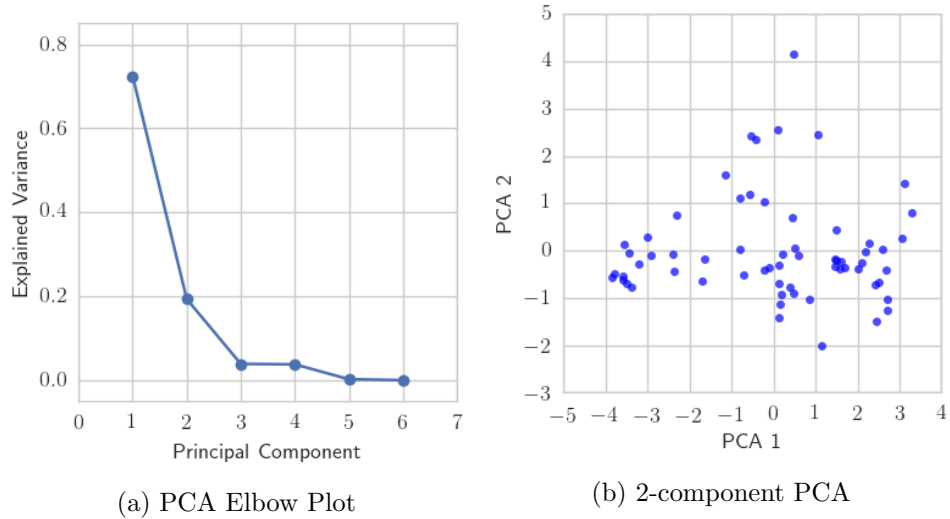 0.8
0.6
0.4
0.2
0.0
Explained Variance
0 1 2 3 4 5 6 7
Principal Component
(a) PCA Elbow Plot
5
4
3
2
1
0
−1
−2
−3
PCA 2
−5 −4 −3 −2 −1 0 1 2 3 4
PCA 1
(b) 2-component PCA